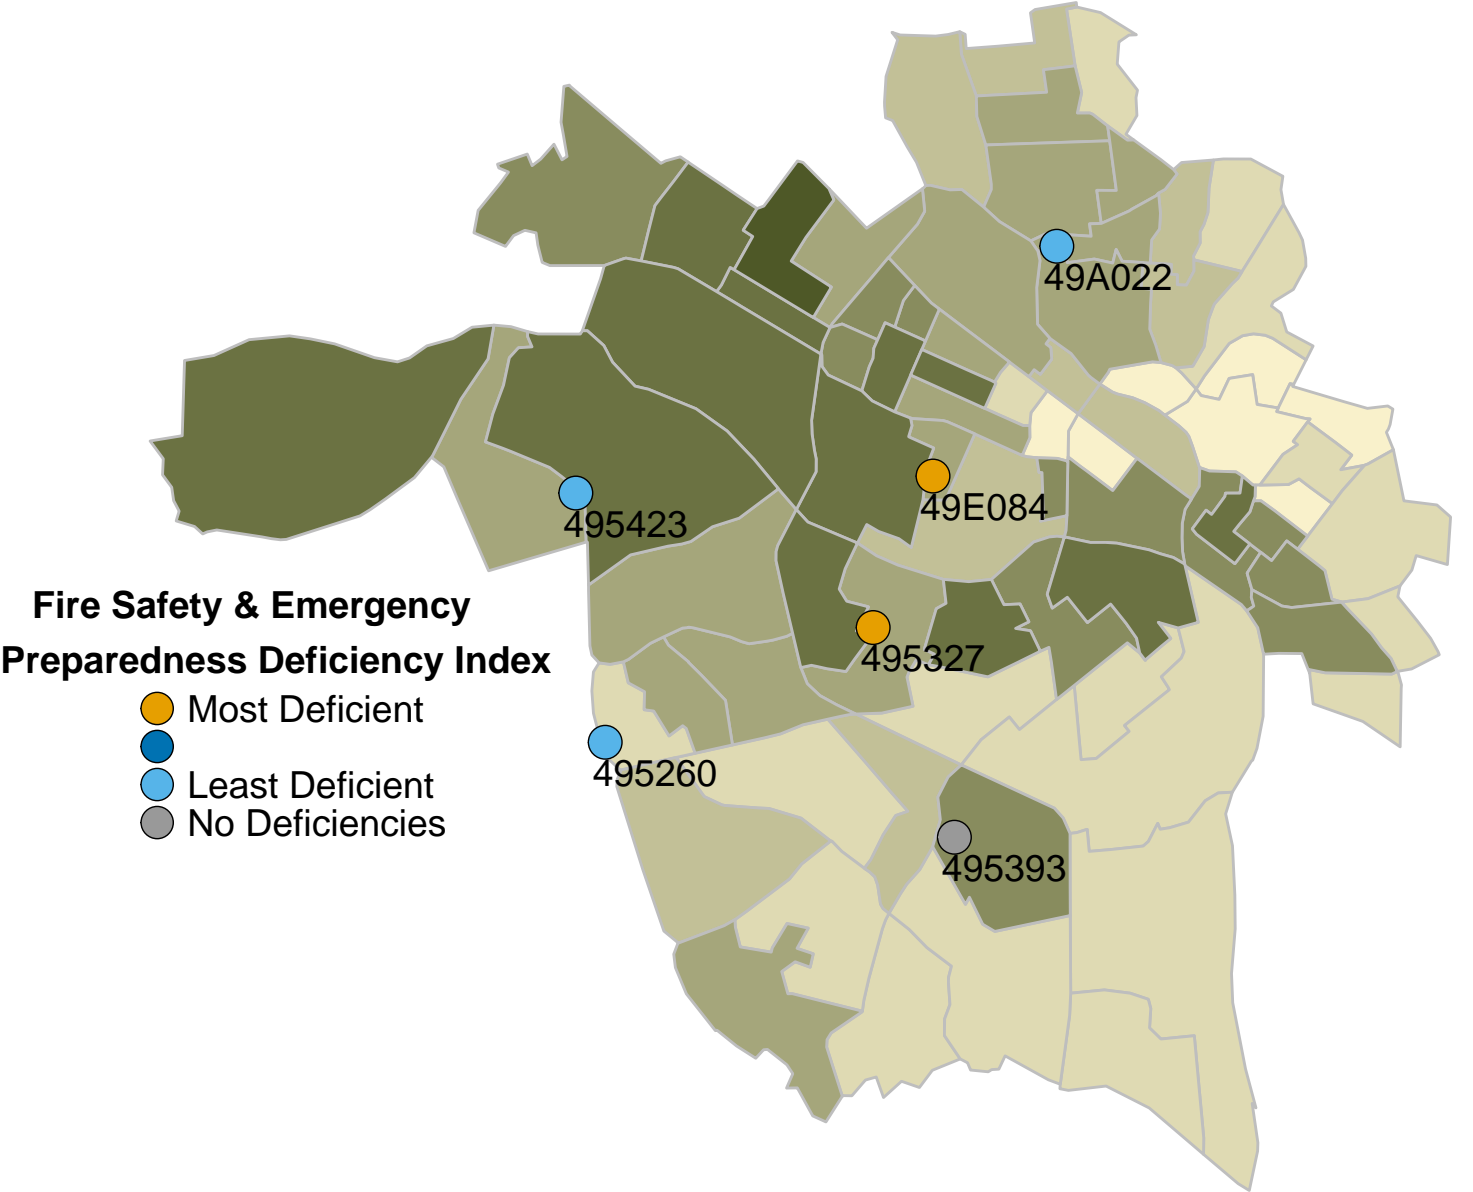 49A022
49E084
495423
Fire Safety & Emergency
Preparedness Deficiency Index
495327
Most Deficient
495260
Least Deficient
No Deficiencies
495393